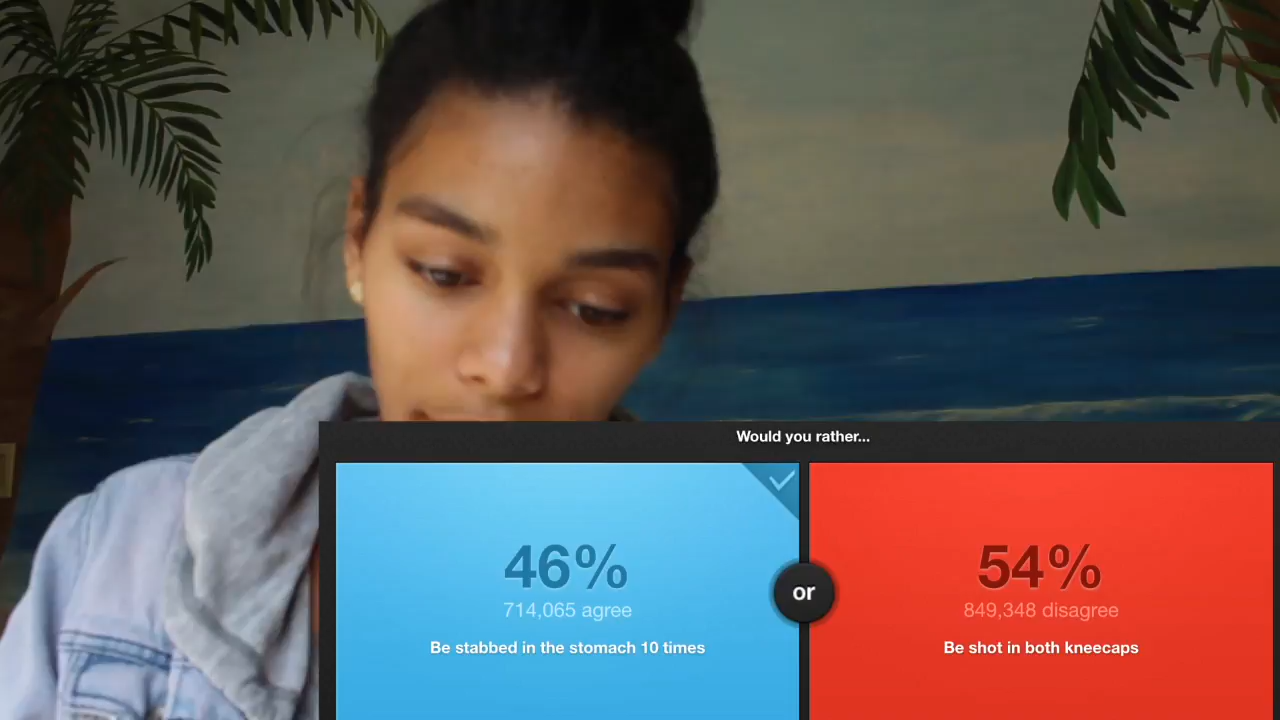 Would you rather...
46%
714,065 agree
Be stabbed in the stomach 10 times
or
54%
849,348 disagree
Be shot in both kneecaps